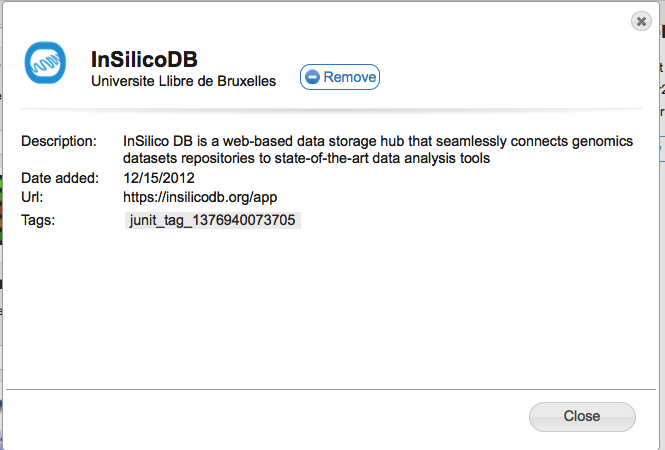 InSilicoDB
Universite Llibre de Bruxelles
Remove
Description: InSilico DB is a web-based data storage hub that seamlessly connects genomics
datasets repositories to state-of-the-art data analysis tools
Date added: 12/15/2012
Url: https://insilicodb.org/app
Tags: junit_tag_1376940073705
Close